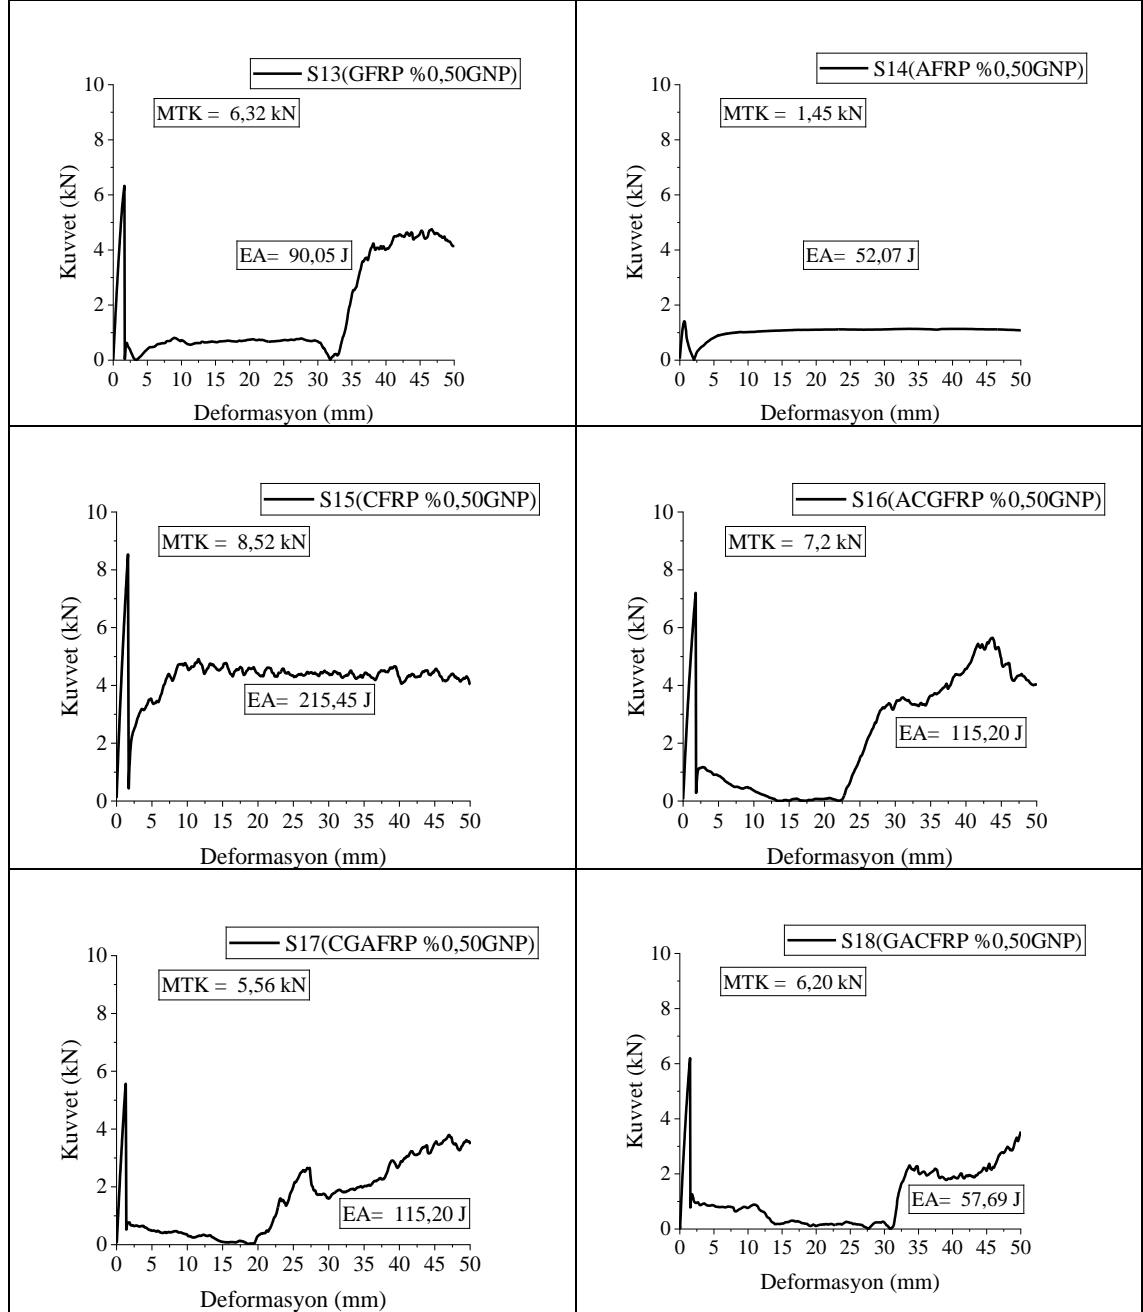 S13(GFRP %0,50GNP)
MTK = 6,32 kN
EA= 90,05 J
Kuvvet (kN)
10
8
6
4
2
0
0 5 10 15 20 25 30 35 40 45 50
Deformasyon (mm)
S14(AFRP %0,50GNP)
MTK = 1,45 kN
EA= 52,07 J
Kuvvet (kN)
10
8
6
4
2
0
0 5 10 15 20 25 30 35 40 45 50
Deformasyon (mm)
S15(CFRP %0,50GNP)
MTK = 8,52 kN
EA= 215,45 J
Kuvvet (kN)
10
8
6
4
2
0
0 5 10 15 20 25 30 35 40 45 50
Deformasyon (mm)
S16(ACGFRP %0,50GNP)
MTK = 7,2 kN
EA= 115,20 J
Kuvvet (kN)
10
8
6
4
2
0
0 5 10 15 20 25 30 35 40 45 50
Deformasyon (mm)
S17(CGAFRP %0,50GNP)
MTK = 5,56 kN
EA= 115,20 J
Kuvvet (kN)
10
8
6
4
2
0
0 5 10 15 20 25 30 35 40 45 50
Deformasyon (mm)
S18(GACFRP %0,50GNP)
MTK = 6,20 kN
EA= 57,69 J
Kuvvet (kN)
10
8
6
4
2
0
0 5 10 15 20 25 30 35 40 45 50
Deformasyon (mm)